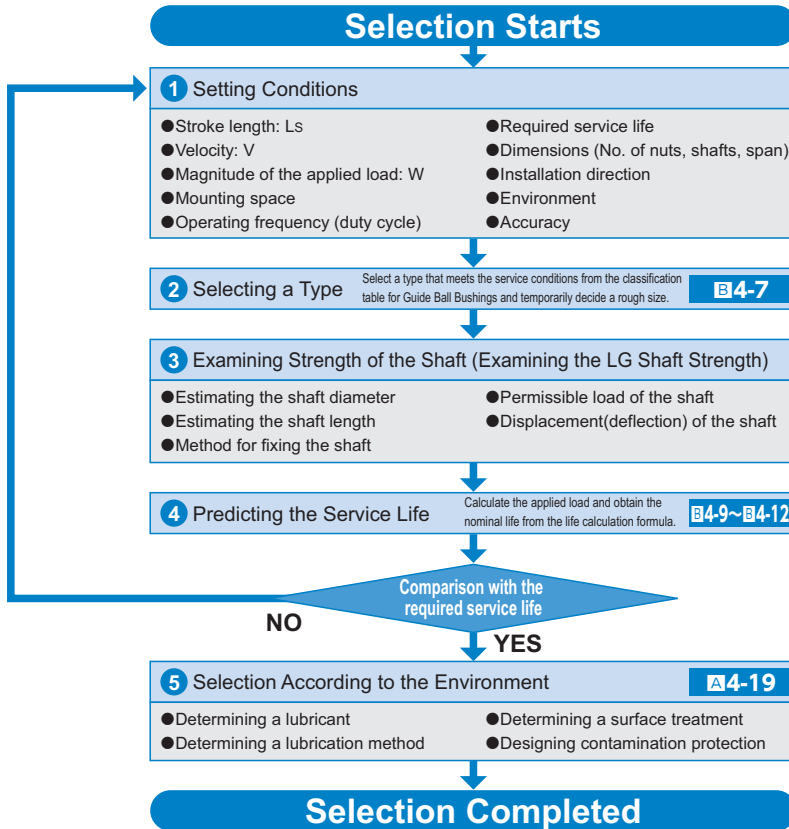 Selection Starts
1 Setting Conditions
●Stroke length: Ls
●Velocity: V
●Magnitude of the applied load: W
●Mounting space
●Operating frequency (duty cycle)
●Required service life
●Dimensions (No. of nuts, shafts, span)
●Installation direction
●Environment
●Accuracy
2 Selecting a Type
Select a type that meets the service conditions from the classification
table for Guide Ball Bushings and temporarily decide a rough size.
B4-7
3 Examining Strength of the Shaft (Examining the LG Shaft Strength)
●Estimating the shaft diameter
●Estimating the shaft length
●Method for fixing the shaft
●Permissible load of the shaft
●Displacement(deflection) of the shaft
4 Predicting the Service Life
Calculate the applied load and obtain the
nominal life from the life calculation formula.
B4-9~B4-12
Comparison with the
required service life
NO
YES
5 Selection According to the Environment
A4-19
●Determining a lubricant
●Determining a lubrication method
●Determining a surface treatment
●Designing contamination protection
Selection Completed